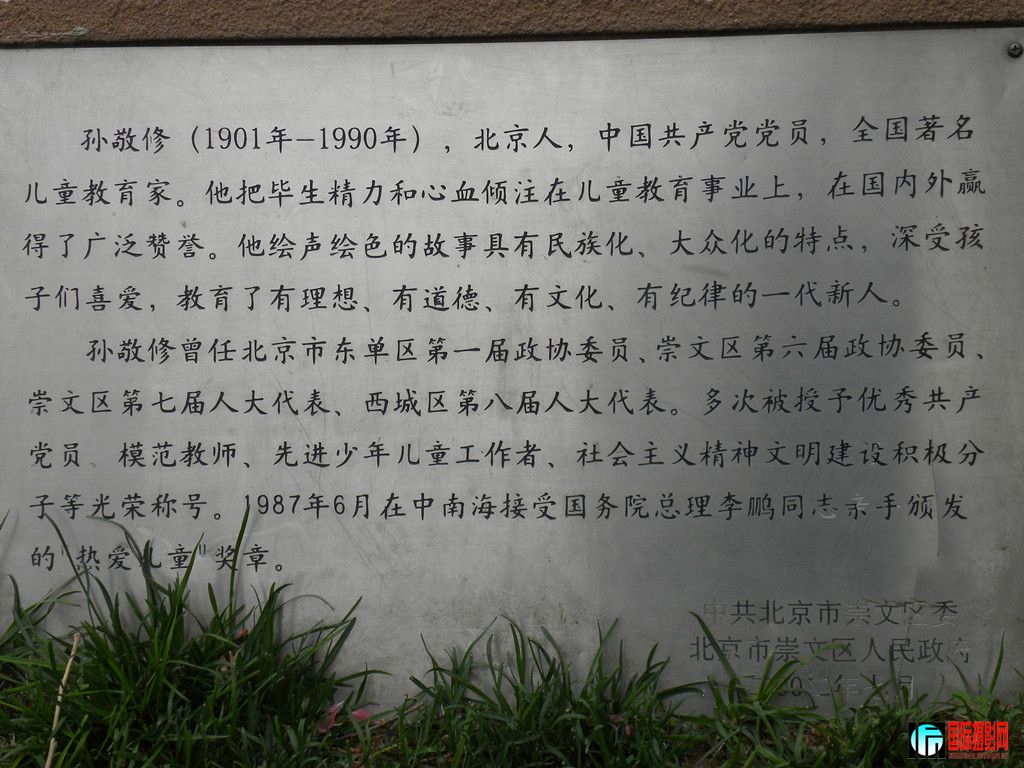 孙敬修（1901年-1990年），北京人，中国共产党党员，全国著名
儿童教育家。他把毕生精力和心血倾注在儿童教育事业上，在国内外赢
得了广泛赞誉。他绘声绘色的故事具有民族化、大众化的特点，深受孩
子们喜爱，教育了有理想、有道德、有文化、有纪律的一代新人。
孙敬修曾任北京市东单区第一届政协委员、崇文区第六届政协委员、
崇文区第七届人大代表、西城区第八届人大代表。多次被授予优秀共产
党员、模范教师、先进少年儿童工作者、社会主义精神文明建设积极分
子等光荣称号。1987年6月在中南海接受国务院总理李鹏同志亲手颁发
的"热爱儿童"奖章。
中共北京市崇文区委
北京市崇文区人民政府
年 月
国际摄影网